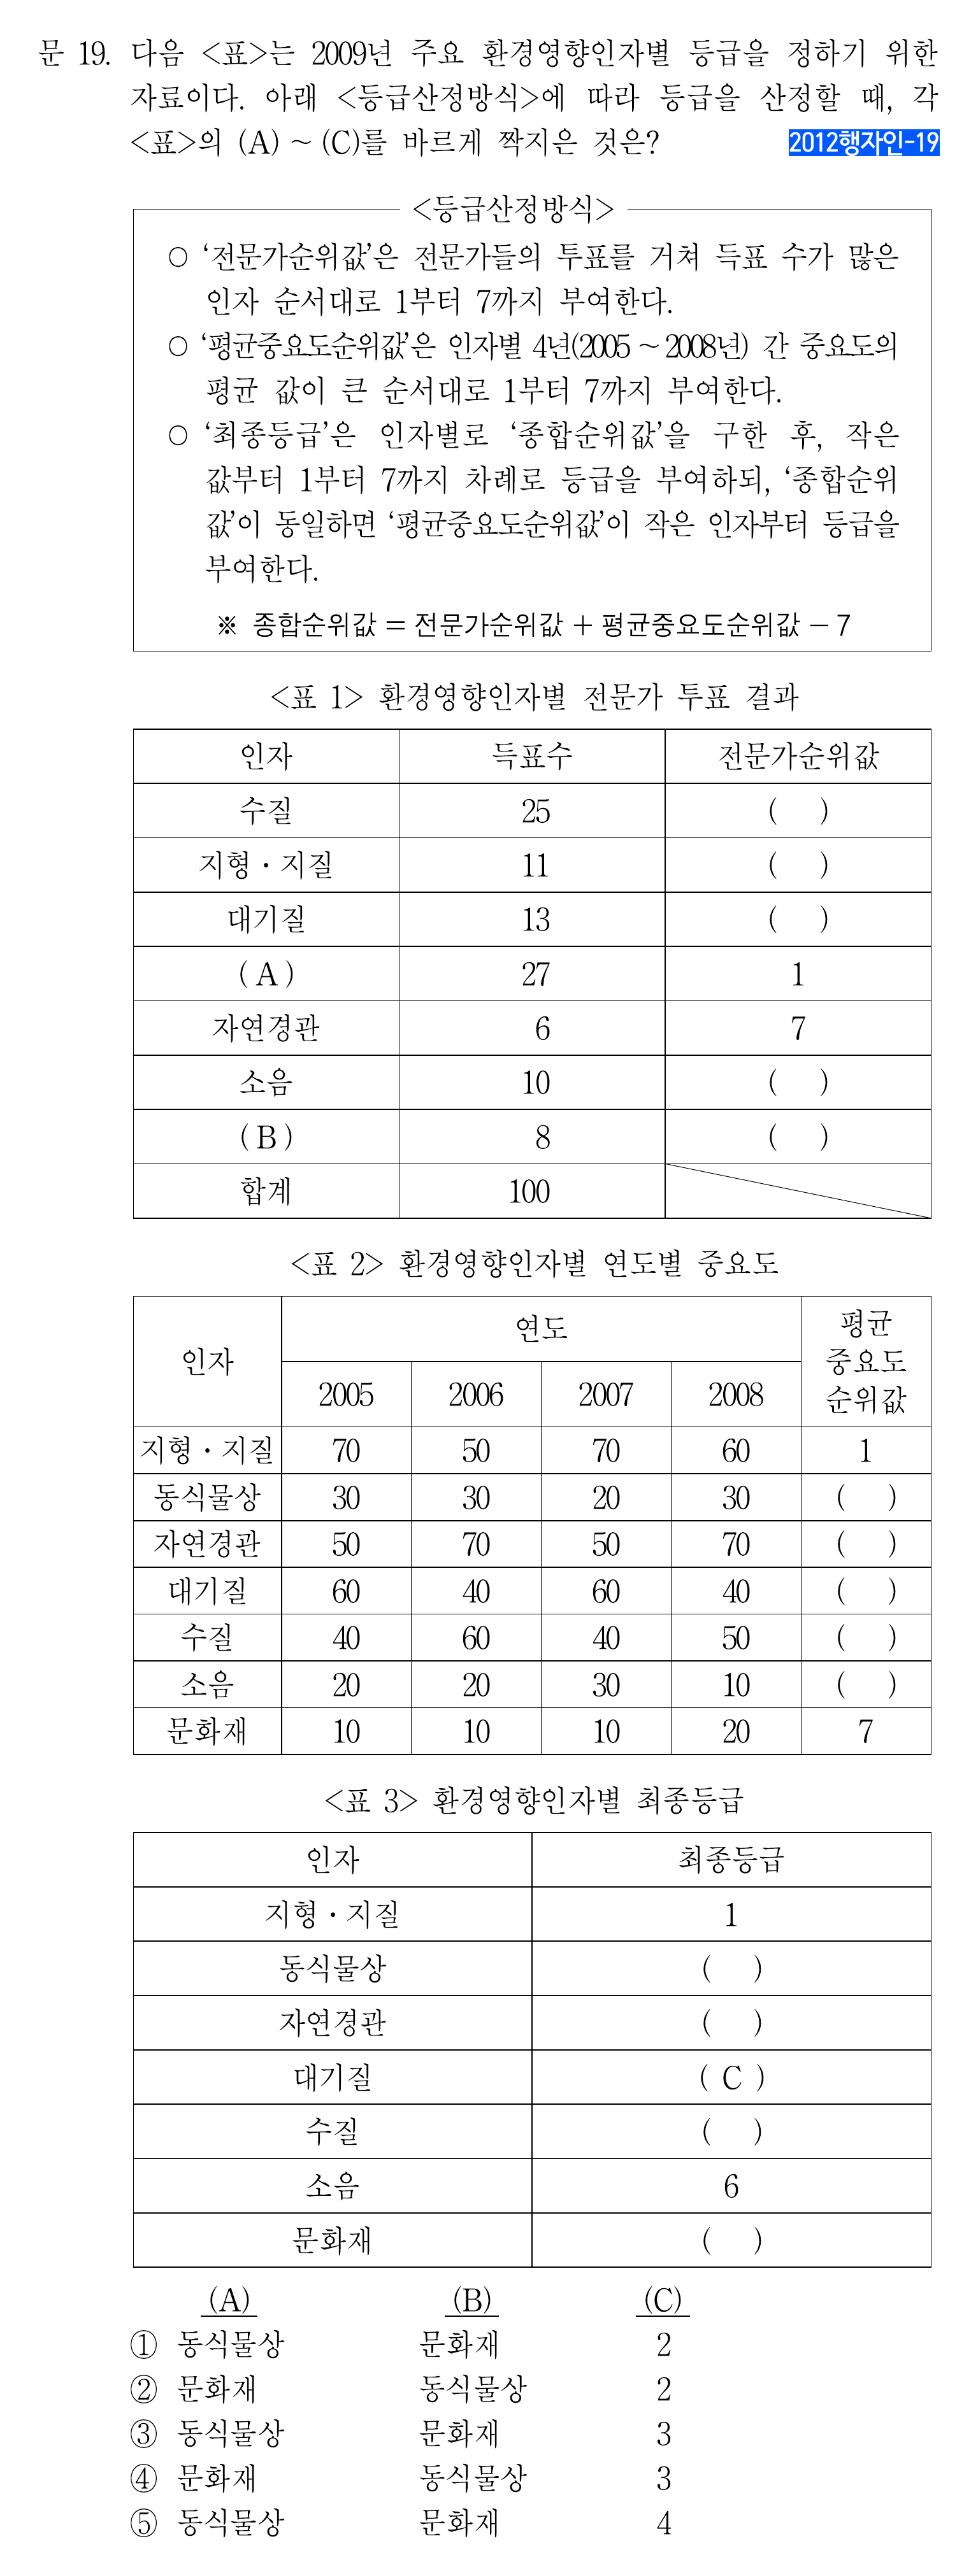 문 19. 다음 <표>는 2009년 주요 환경영향인자별 등급을 정하기 위한
자료이다. 아래 <등급산정방식>에 따라 등급을 산정할 때, 각
<표>의 (A) ~ (C)를 바르게 짝지은 것은?
2012행자인-19
<등급산정방식>
○ ‘전문가순위값’은 전문가들의 투표를 거쳐 득표 수가 많은
인자 순서대로 1부터 7까지 부여한다.
○ ‘평균중요도순위값’은 인자별 4년(2005 ~ 2008년) 간 중요도의
평균 값이 큰 순서대로 1부터 7까지 부여한다.
○ ‘최종등급’은 인자별로 ‘종합순위값’을 구한 후, 작은
값부터 1부터 7까지 차례로 등급을 부여하되, ‘종합순위
값’이 동일하면 ‘평균중요도순위값’이 작은 인자부터 등급을
부여한다.
※ 종합순위값 = 전문가순위값 + 평균중요도순위값 - 7
<표 1> 환경영향인자별 전문가 투표 결과
인자 득표수 전문가순위값
수질 25 ( )
지형·지질 11 ( )
대기질 13 ( )
( A ) 27 1
자연경관 6 7
소음 10 ( )
( B ) 8 ( )
합계 100
<표 2> 환경영향인자별 연도별 중요도
인자 연도 평균
중요도
순위값
2005 2006 2007 2008
지형·지질 70 50 70 60 1
동식물상 30 30 20 30 ( )
자연경관 50 70 50 70 ( )
대기질 60 40 60 40 ( )
수질 40 60 40 50 ( )
소음 20 20 30 10 ( )
문화재 10 10 10 20 7
<표 3> 환경영향인자별 최종등급
인자 최종등급
지형·지질 1
동식물상 ( )
자연경관 ( )
대기질 ( C )
수질 ( )
소음 6
문화재 ( )
(A) (B) (C)
① 동식물상 문화재 2
② 문화재 동식물상 2
③ 동식물상 문화재 3
④ 문화재 동식물상 3
⑤ 동식물상 문화재 4